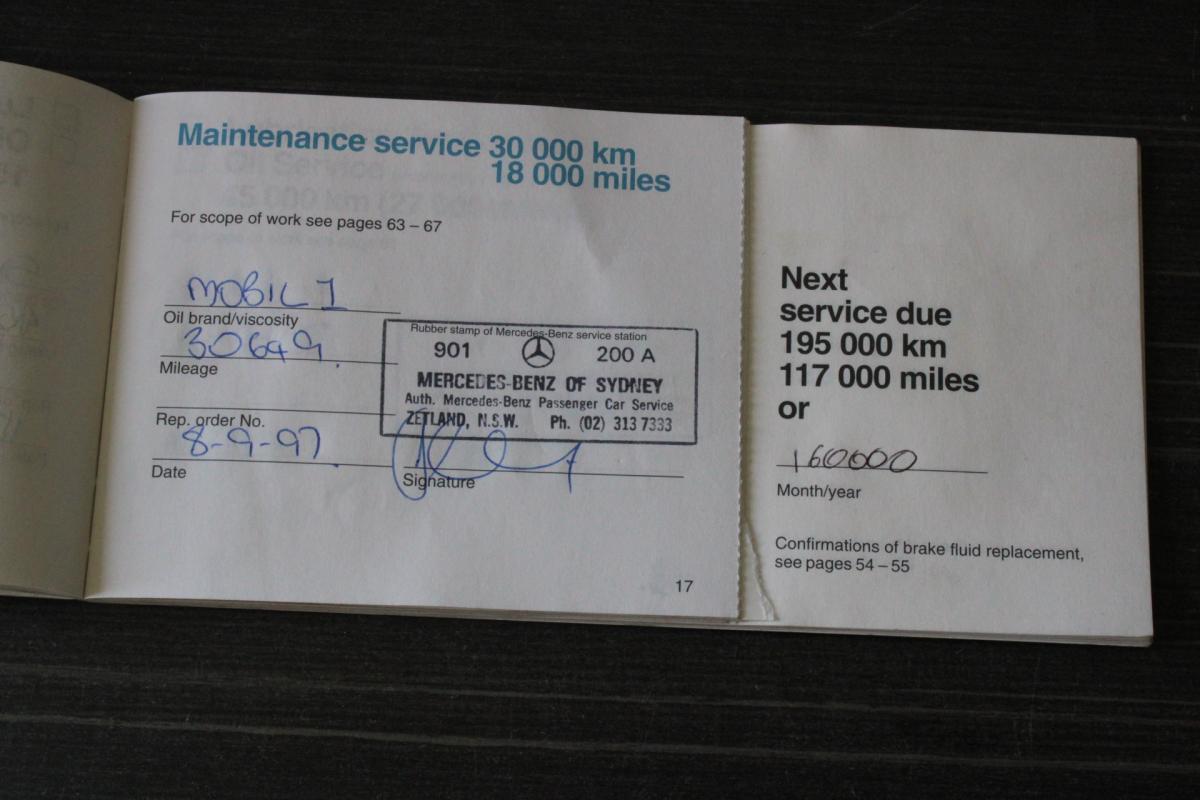 Maintenance service 30 000 km
18 000 miles
For scope of work see pages 63 – 67
MOBIL 1
Oil brand/viscosity
30649
Mileage
Rep. order No.
8-9-97
Date
Rubber stamp of Mercedes-Benz service station
901 200 A
MERCEDES-BENZ OF SYDNEY
Auth. Mercedes-Benz Passenger Car Service
ZETLAND, N.S.W. Ph. (02) 313 7333
Signature
17
Next
service due
195 000 km
117 000 miles
or
160000
Month/year
Confirmations of brake fluid replacement,
see pages 54 – 55